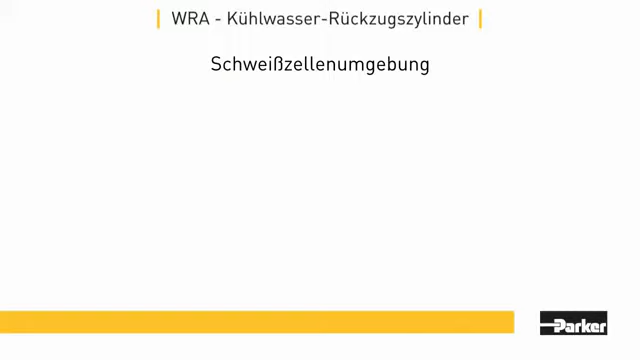 WRA - Kühlwasser-Rückzugszylinder
Schweißzellenumgebung
Parker